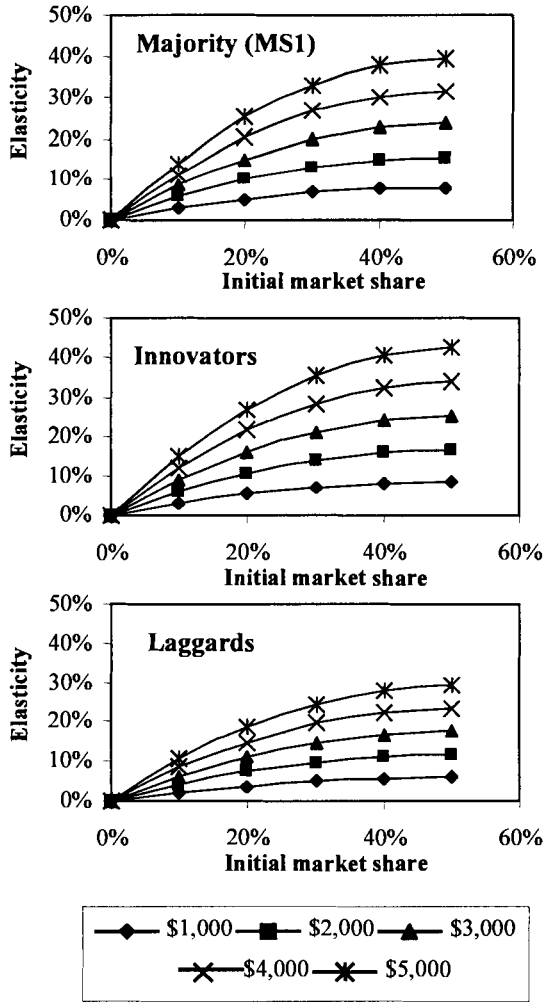 50%
Majority (MS1)
40%
30%
20%
10%
0%
Elasticity
0% 20% 40% 60%
Initial market share
50%
Innovators
40%
30%
20%
10%
0%
Elasticity
0% 20% 40% 60%
Initial market share
50%
Laggards
40%
30%
20%
10%
0%
Elasticity
0% 20% 40% 60%
Initial market share
$1,000 $2,000 $3,000
$4,000 $5,000